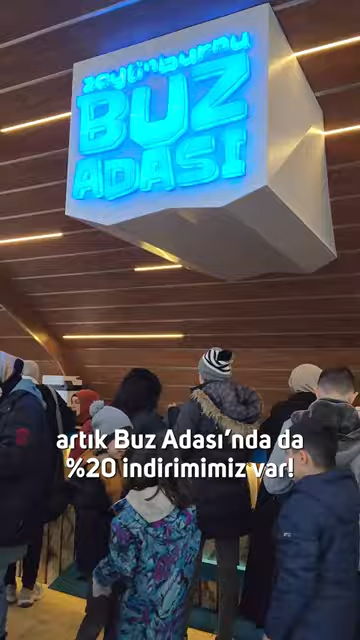 zeytinburnu
BUZ
ADASI
artık Buz Adası'nda da
%20 indirimimiz var!